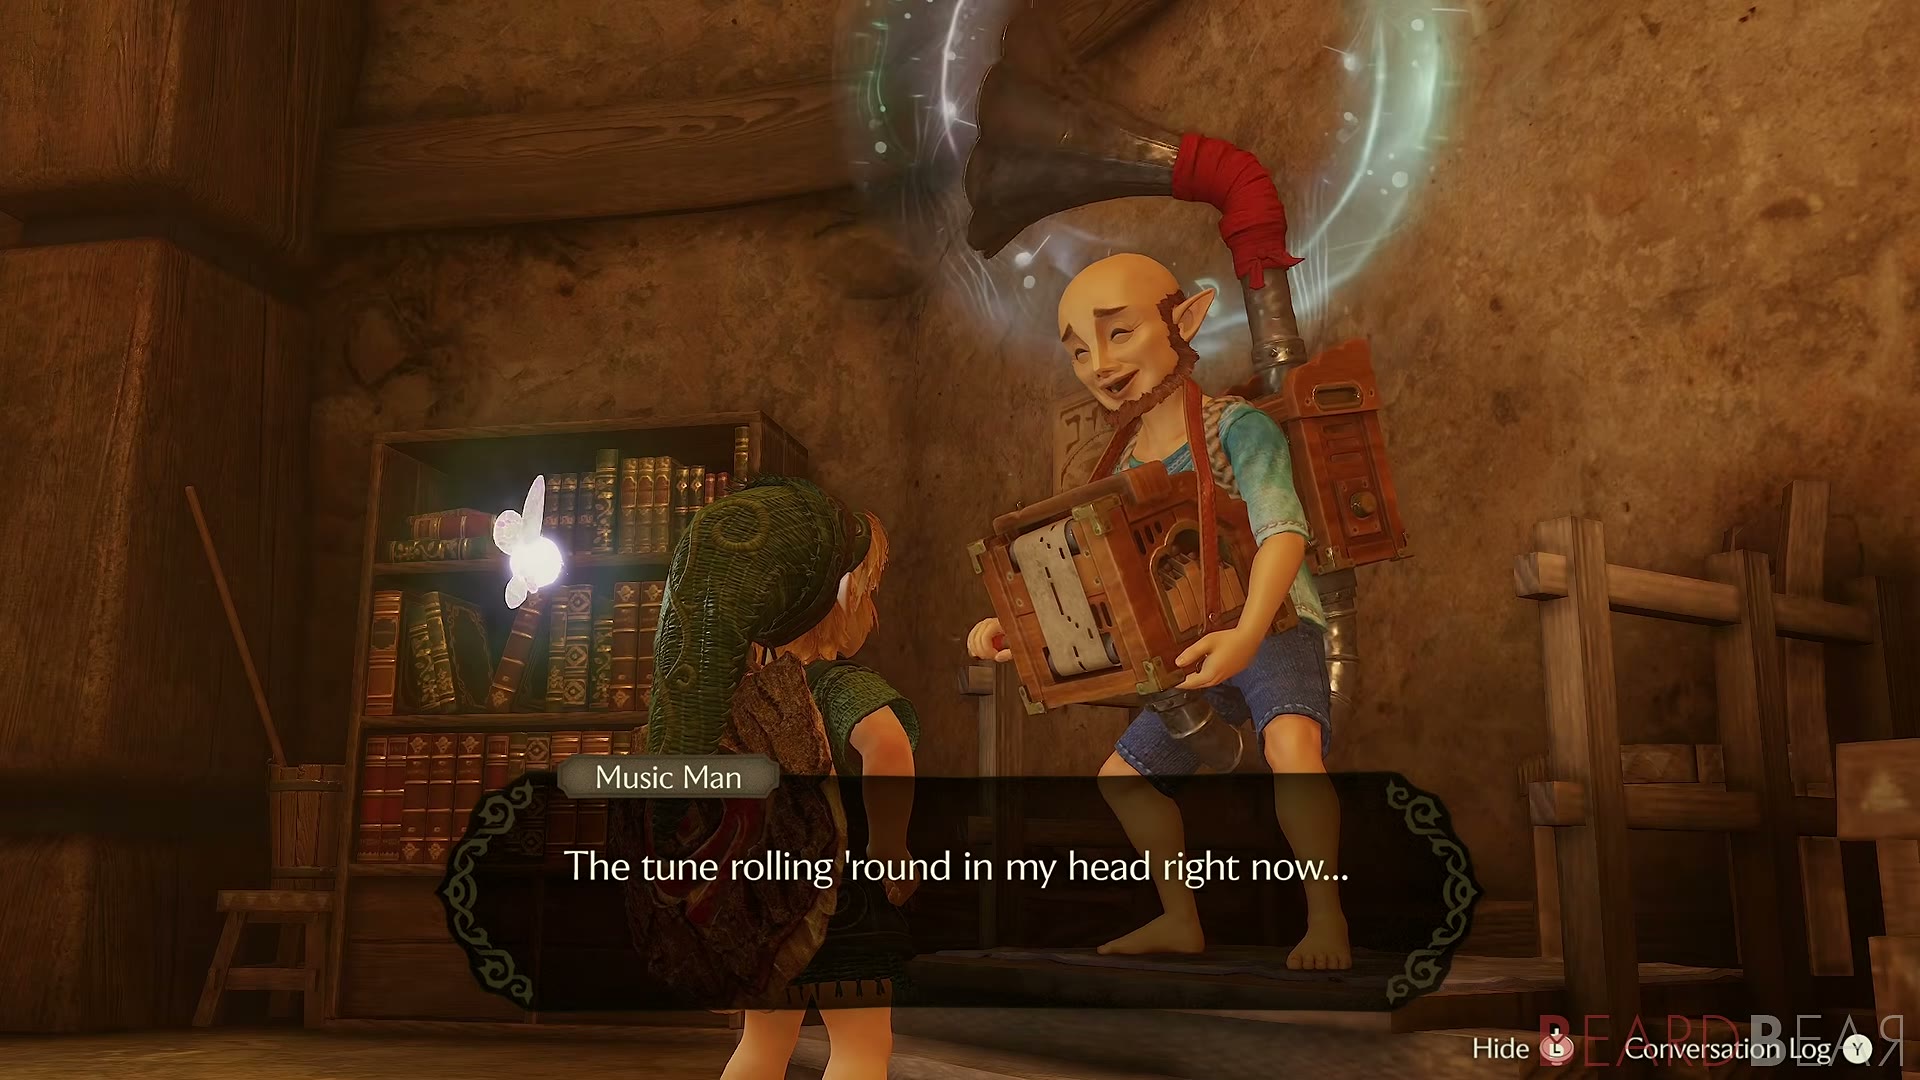 Music Man
The tune rolling 'round in my head right now...
Hide L Conversation Log Y
BEARDBEAR